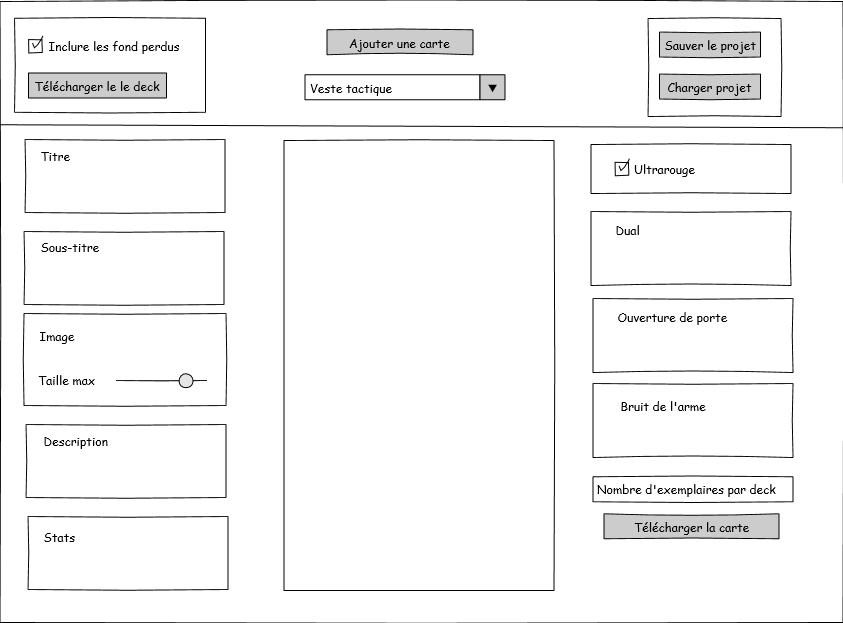 Inclure les fond perdus
Télécharger le le deck
Ajouter une carte
Veste tactique
Sauver le projet
Charger projet
Titre
Sous-titre
Image
Taille max
Description
Stats
Ultrarouge
Dual
Ouverture de porte
Bruit de l'arme
Nombre d'exemplaires par deck
Télécharger la carte